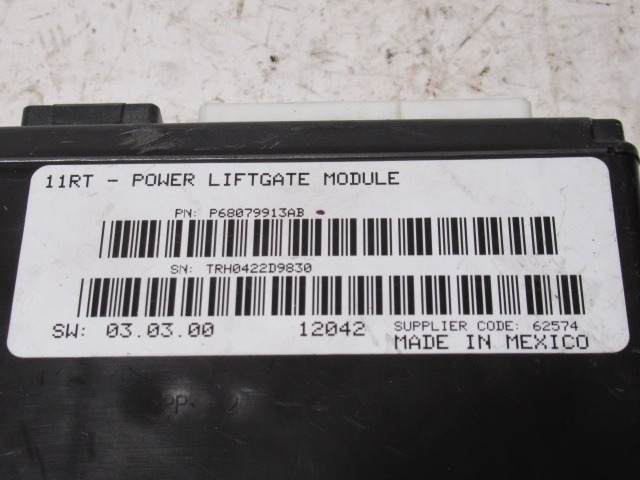 11RT - POWER LIFTGATE MODULE
PN: P68079913AB
SN: TRH0422D9830
SW: 03.03.00 12042 SUPPLIER CODE: 62574
MADE IN MEXICO